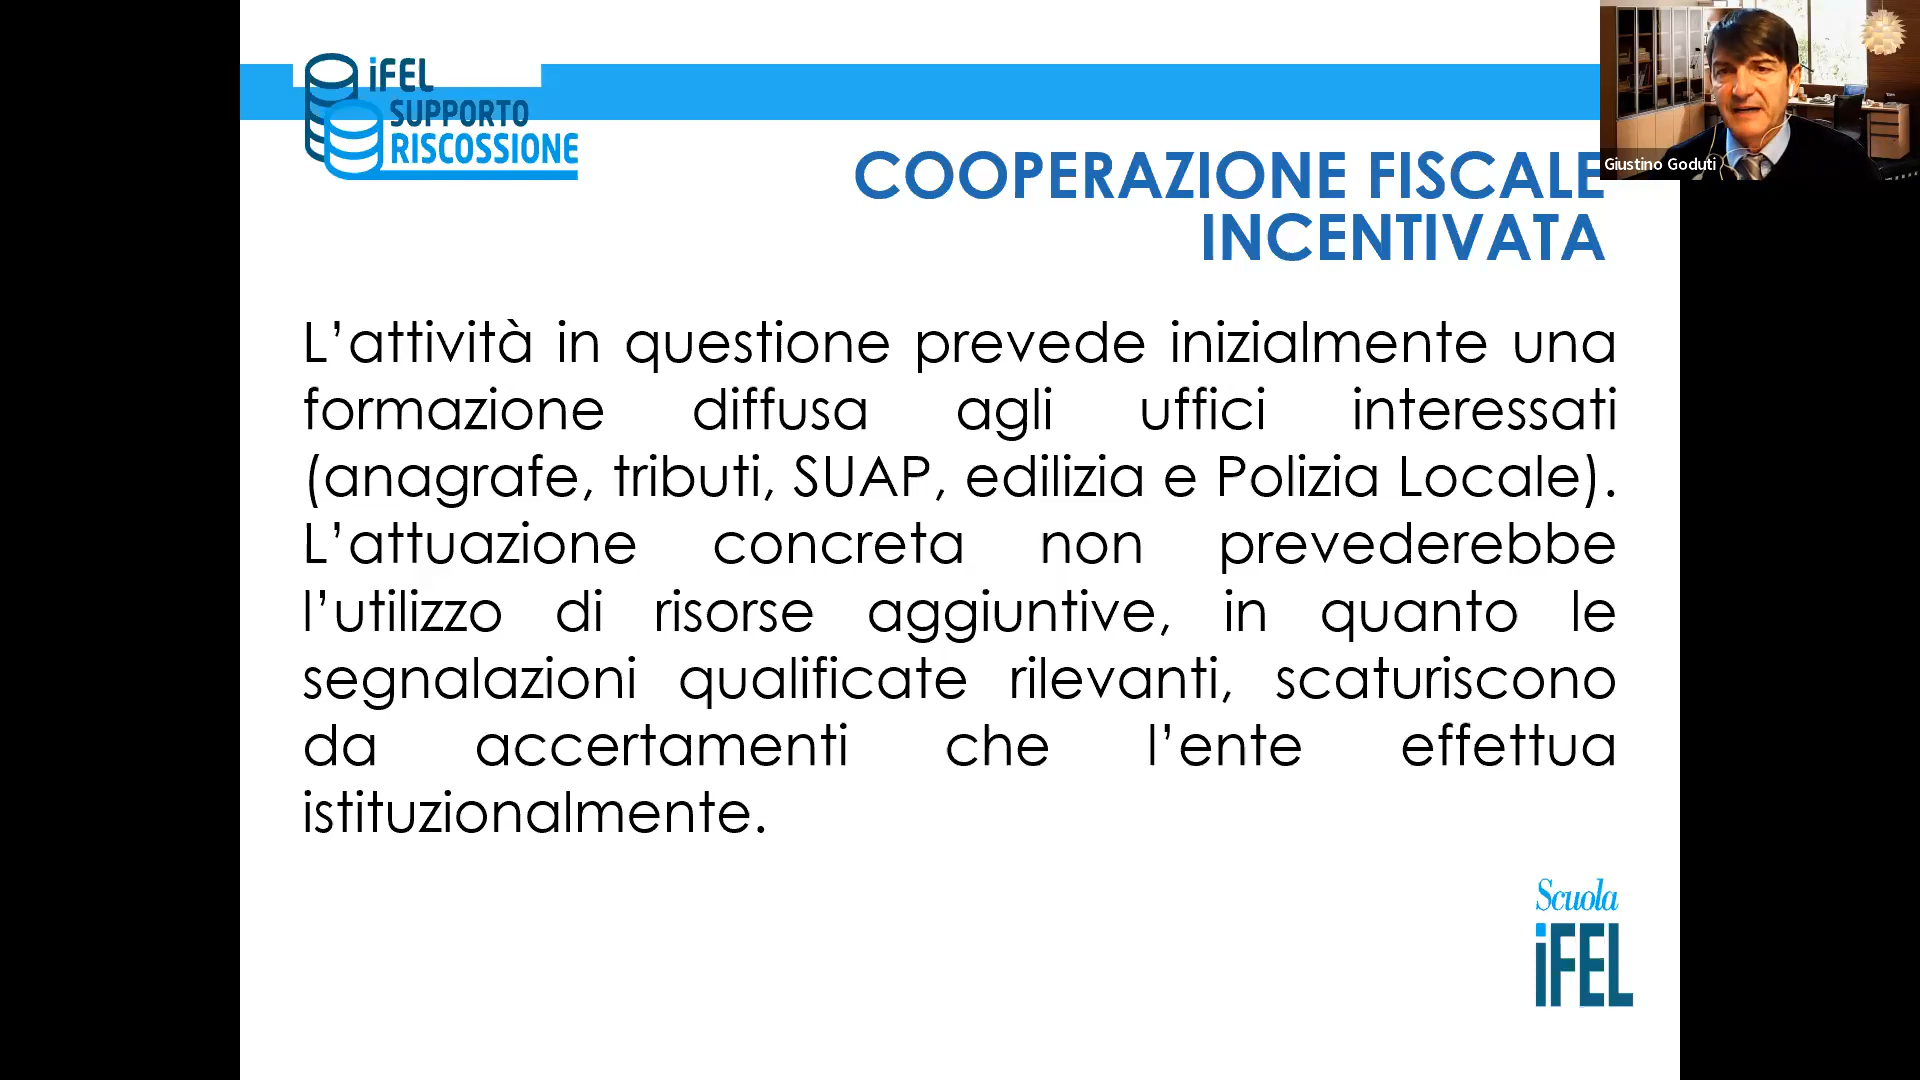 iFEL
SUPPORTO
RISCOSSIONE
Giustino Goduti
COOPERAZIONE FISCALE
INCENTIVATA
L’attività in questione prevede inizialmente una
formazione diffusa agli uffici interessati
(anagrafe, tributi, SUAP, edilizia e Polizia Locale).
L’attuazione concreta non prevederebbe
l’utilizzo di risorse aggiuntive, in quanto le
segnalazioni qualificate rilevanti, scaturiscono
da accertamenti che l’ente effettua
istituzionalmente.
Scuola
iFEL